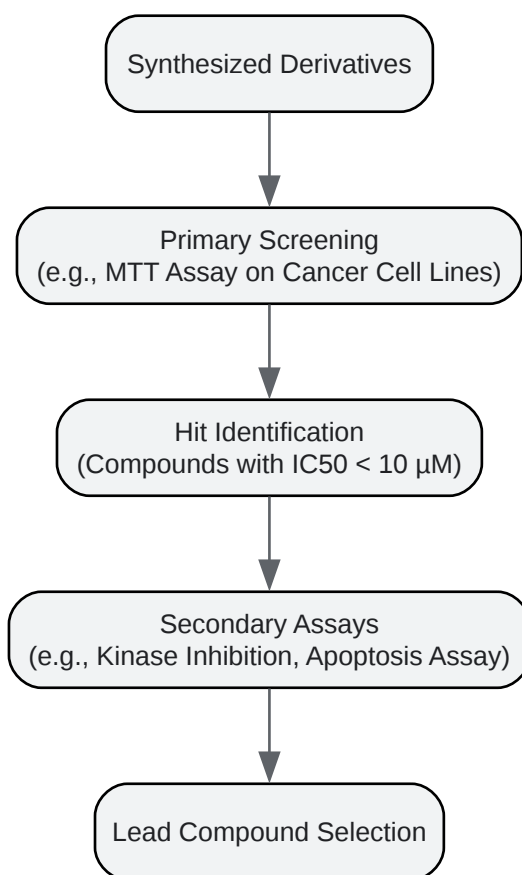 Synthesized Derivatives
Primary Screening
(e.g., MTT Assay on Cancer Cell Lines)
Hit Identification
(Compounds with IC50 < 10 µM)
Secondary Assays
(e.g., Kinase Inhibition, Apoptosis Assay)
Lead Compound Selection